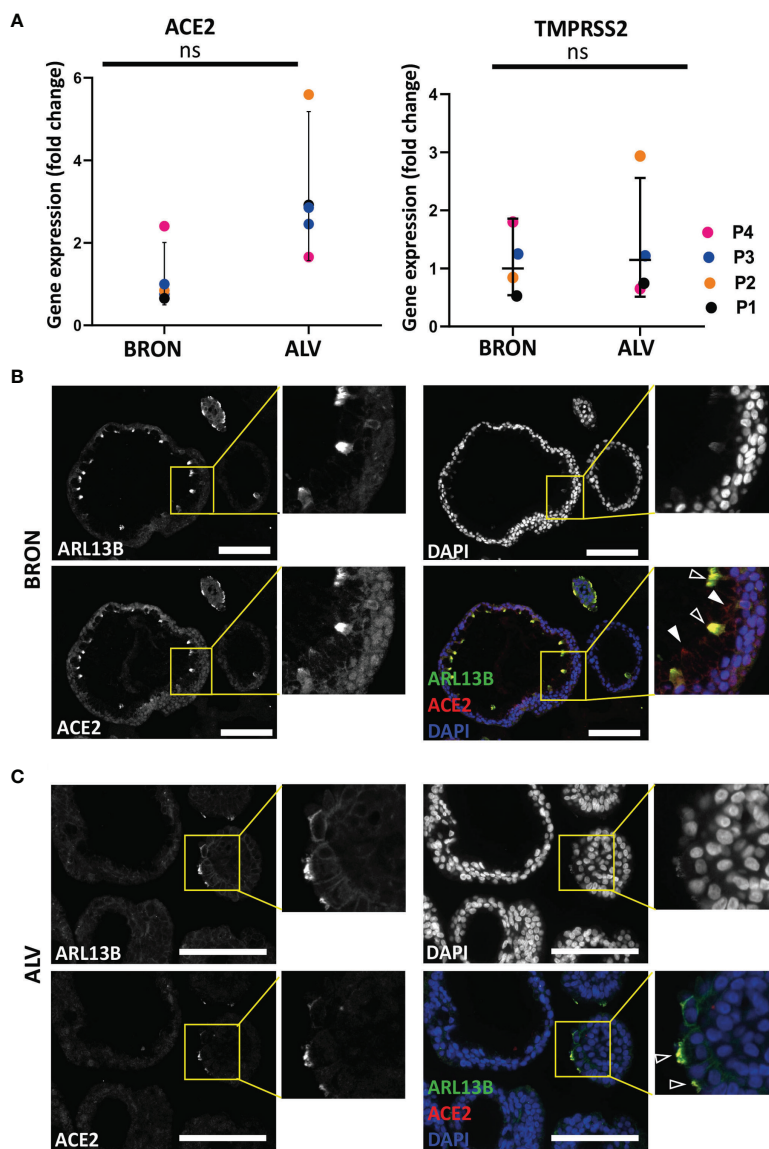 A
ACE2
ns
Gene expression (fold change)
6
4
2
0
BRON
ALV
TMPRSS2
ns
Gene expression (fold change)
4
3
2
1
0
BRON
ALV
P4
P3
P2
P1
B
BRON
ARL13B
DAPI
ACE2
ARL13B
ACE2
DAPI
C
ALV
ARL13B
DAPI
ACE2
ARL13B
ACE2
DAPI